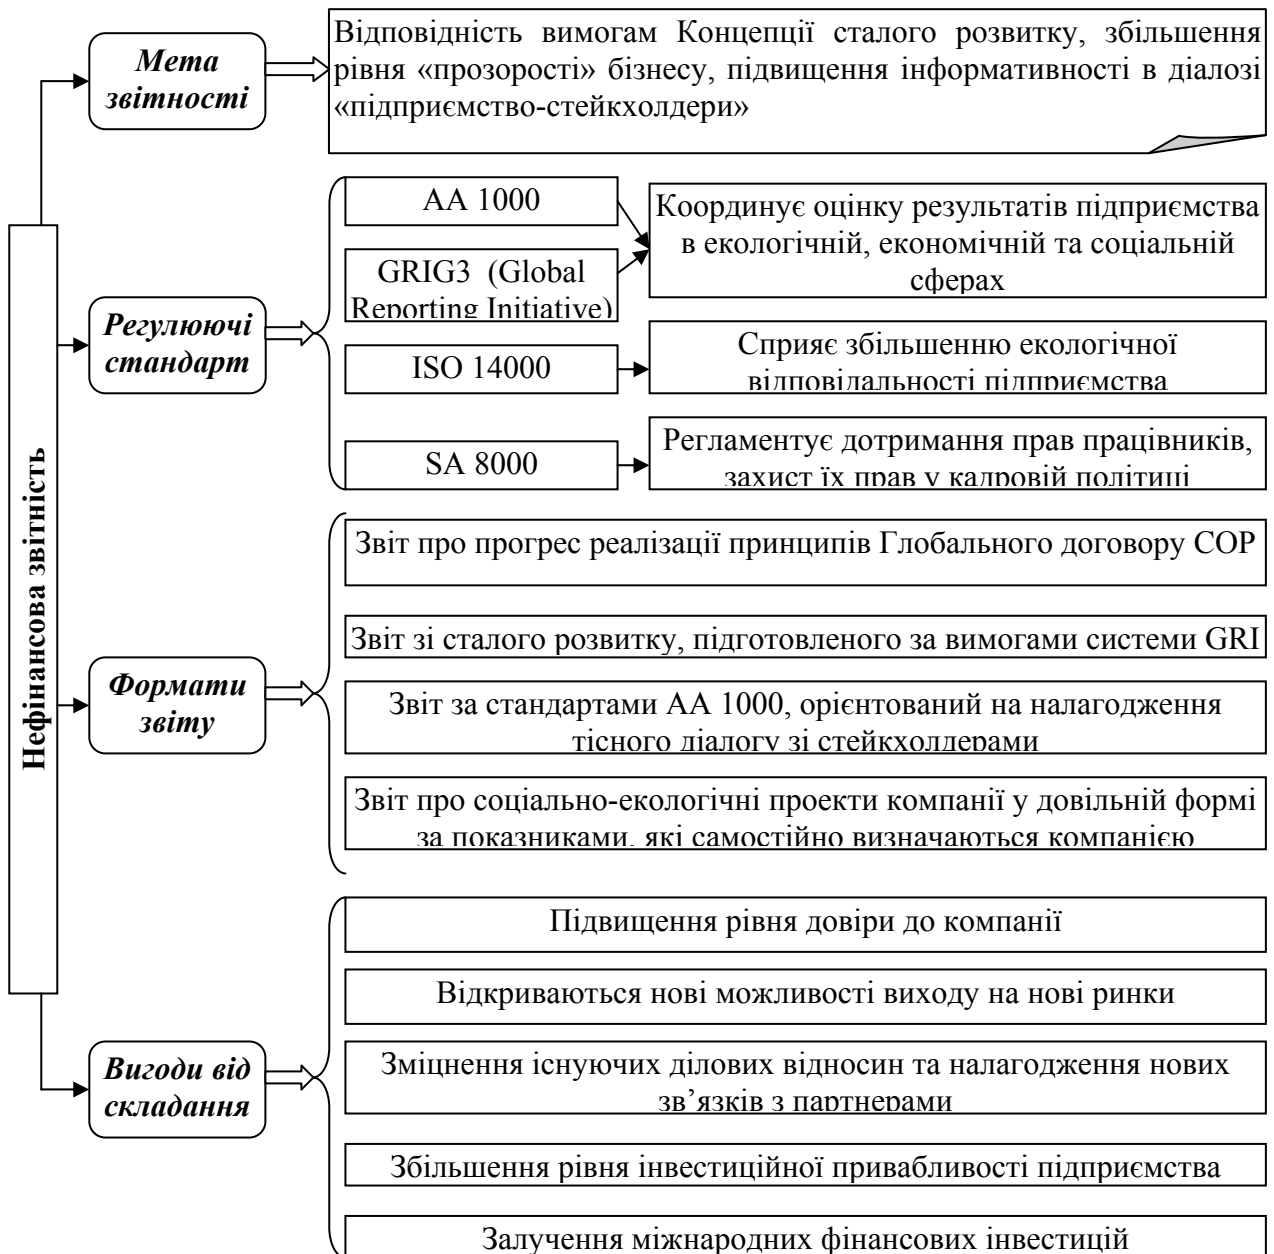 Нефінансова звітність
Мета
звітності
Відповідність вимогам Концепції сталого розвитку, збільшення
рівня «прозорості» бізнесу, підвищення інформативності в діалозі
«підприємство-стейкхолдери»
Регулюючі
стандарт
AA 1000
GRIG3 (Global
Reporting Initiative)
Координує оцінку результатів підприємства
в екологічній, економічній та соціальній
сферах
ISO 14000
Сприяє збільшенню екологічної
відповідальності підприємства
SA 8000
Регламентує дотримання прав працівників,
захист їх прав у кадровій політиці
Формати
звіту
Звіт про прогрес реалізації принципів Глобального договору СОР
Звіт зі сталого розвитку, підготовленого за вимогами системи GRI
Звіт за стандартами АА 1000, орієнтований на налагодження
тісного діалогу зі стейкхолдерами
Звіт про соціально-екологічні проекти компанії у довільній формі
за показниками, які самостійно визначаються компанією
Вигоди від
складання
Підвищення рівня довіри до компанії
Відкриваються нові можливості виходу на нові ринки
Зміцнення існуючих ділових відносин та налагодження нових
зв’язків з партнерами
Збільшення рівня інвестиційної привабливості підприємства
Залучення міжнародних фінансових інвестицій